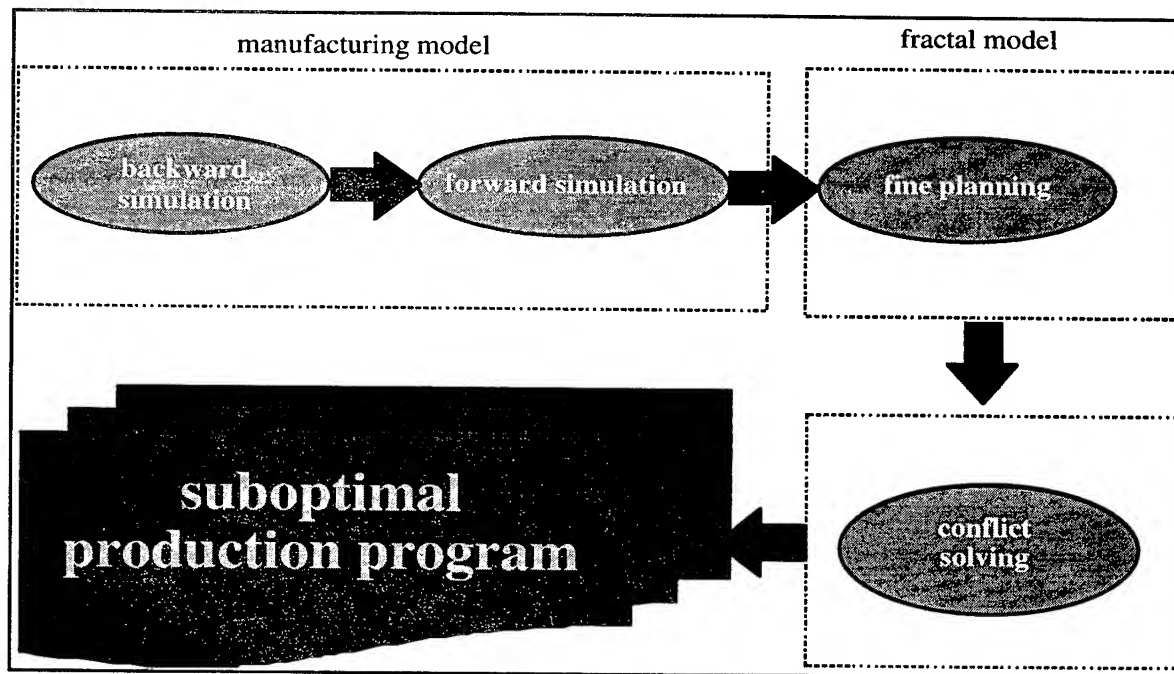 manufacturing model
fractal model
backward
simulation
forward simulation
fine planning
suboptimal
production program
conflict
solving